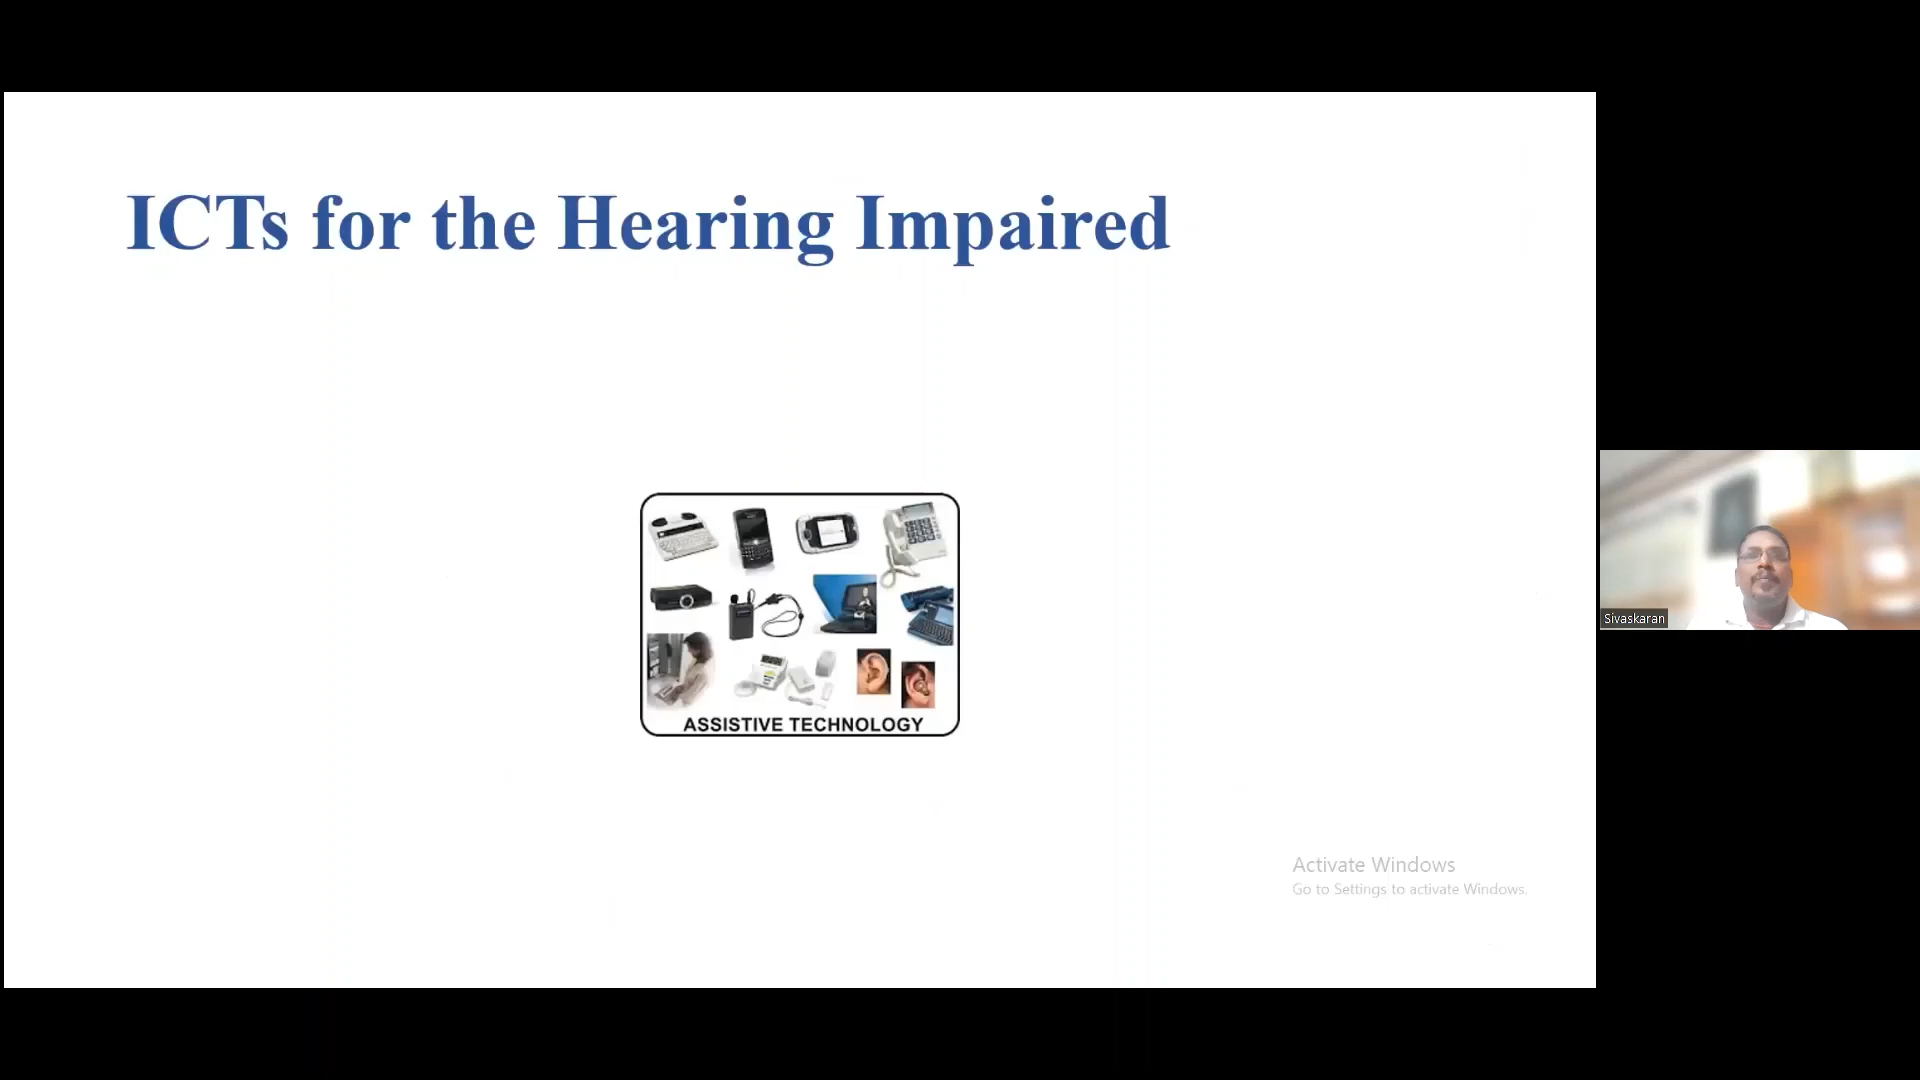 ICTs for the Hearing Impaired
ASSISTIVE TECHNOLOGY
Activate Windows
Go to Settings to activate Windows.
Sivaskaran